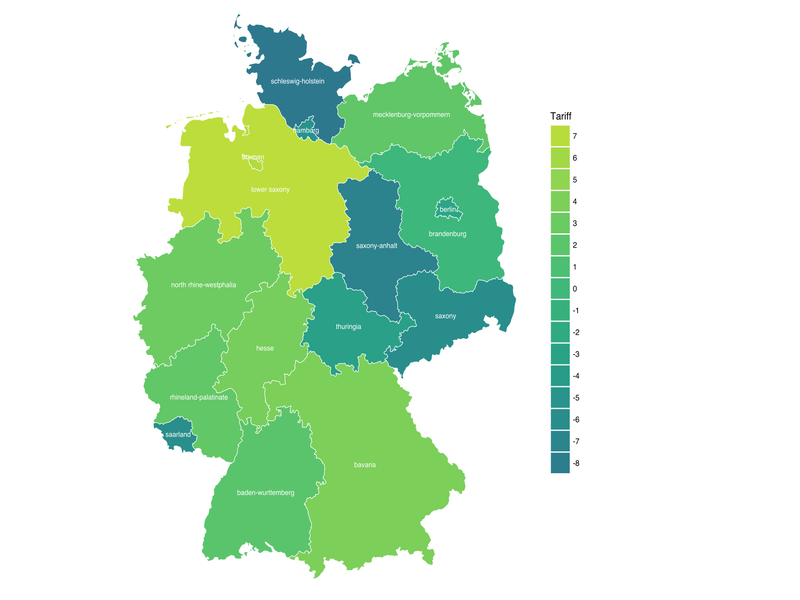 schleswig-holstein
mecklenburg-vorpommern
hamburg
bremen
lower saxony
berlin
brandenburg
saxony-anhalt
north rhine-westphalia
saxony
thuringia
hesse
rhineland-palatinate
saarland
bavaria
baden-wurttemberg
Tariff
7
6
5
4
3
2
1
0
-1
-2
-3
-4
-5
-6
-7
-8